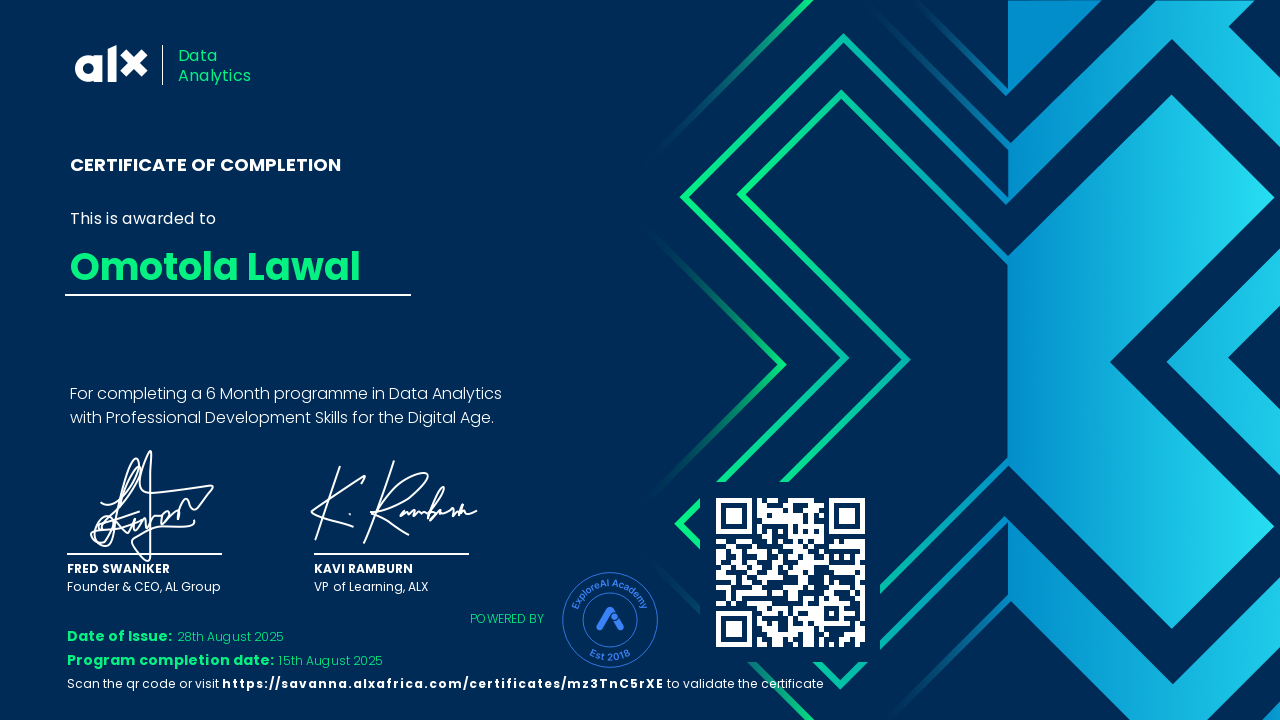 alx
Data
Analytics
CERTIFICATE OF COMPLETION
This is awarded to
Omotola Lawal
For completing a 6 Month programme in Data Analytics
with Professional Development Skills for the Digital Age.
K. Ramburn
FRED SWANIKER
Founder & CEO, AL Group
KAVI RAMBURN
VP of Learning, ALX
POWERED BY
ExploreAI Academy
Est 2018
Date of Issue: 28th August 2025
Program completion date: 15th August 2025
Scan the qr code or visit https://savanna.alxafrica.com/certificates/mz3TnC5rXE to validate the certificate